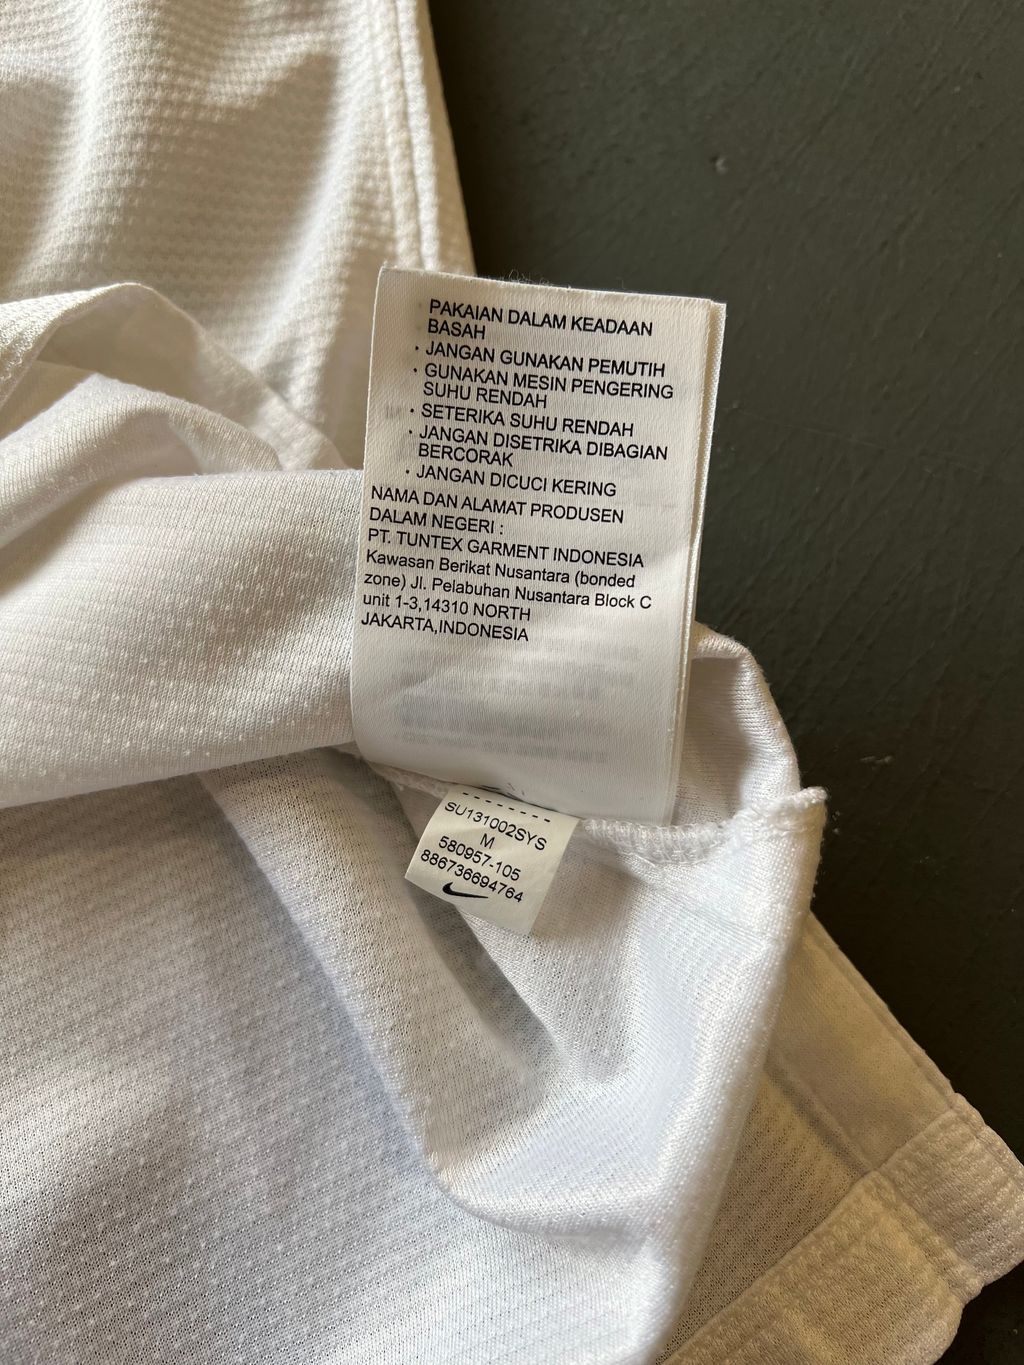 PAKAIAN DALAM KEADAAN
BASAH
· JANGAN GUNAKAN PEMUTIH
· GUNAKAN MESIN PENGERING
SUHU RENDAH
· SETERIKA SUHU RENDAH
· JANGAN DISETRIKA DIBAGIAN
BERCORAK
· JANGAN DICUCI KERING
NAMA DAN ALAMAT PRODUSEN
DALAM NEGERI :
PT. TUNTEX GARMENT INDONESIA
Kawasan Berikat Nusantara (bonded
zone) Jl. Pelabuhan Nusantara Block C
unit 1-3,14310 NORTH
JAKARTA,INDONESIA
SU131002SYS
M
580957-105
886736694764